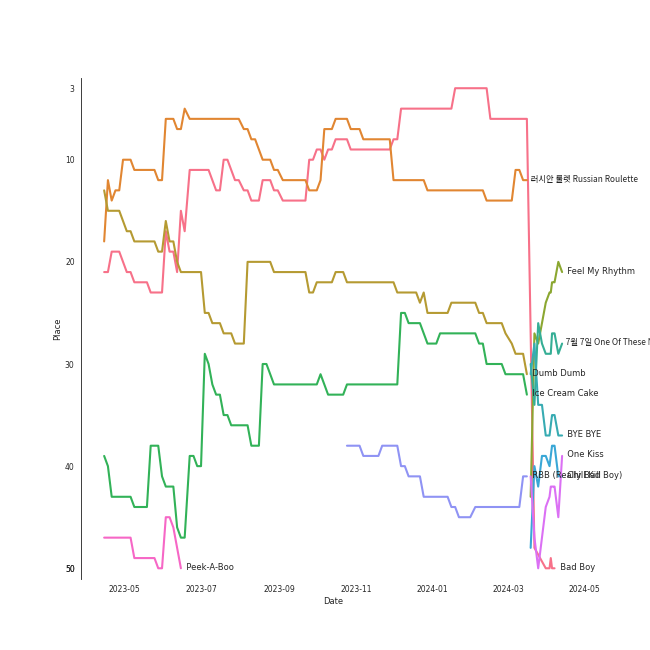 3
10
20
30
40
50
Place
러시안 룰렛 Russian Roulette
Feel My Rhythm
7월 7일 One Of These
Dumb Dumb
Ice Cream Cake
BYE BYE
One Kiss
RBB (Really Bad Boy)
Chill Kill
Bad Boy
Peek-A-Boo
2023-05
2023-07
2023-09
2023-11
2024-01
2024-03
2024-05
Date